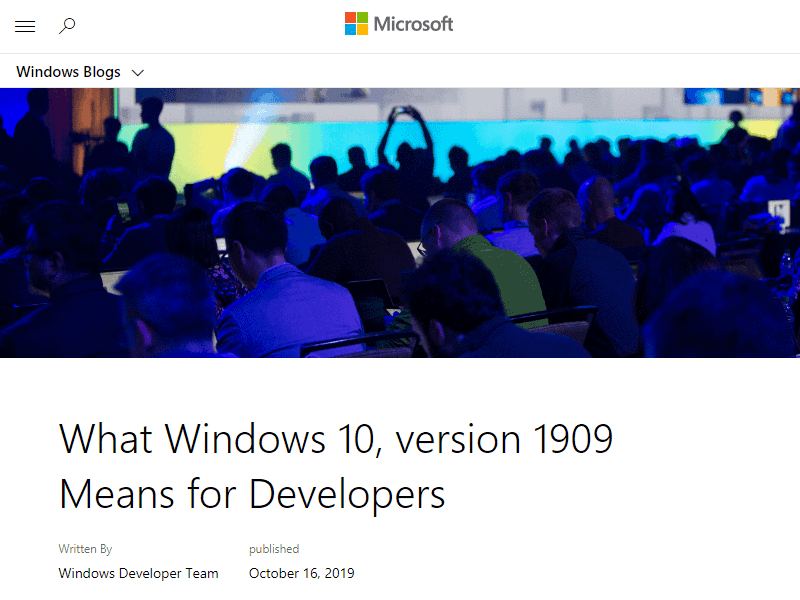 Microsoft
Windows Blogs
What Windows 10, version 1909
Means for Developers
Written By
published
Windows Developer Team
October 16, 2019